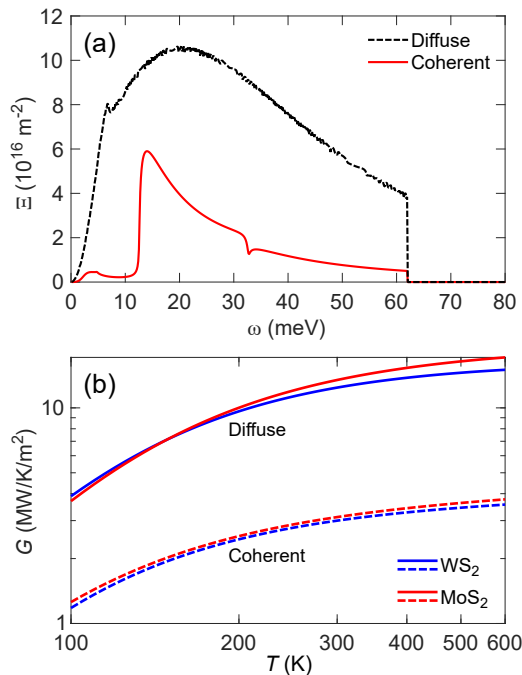 (a)
Diffuse
Coherent
12
10
8
6
4
2
0
Ξ (10¹⁶ m⁻²)
0 10 20 30 40 50 60 70 80
ω (meV)
(b)
10
1
G (MW/K/m²)
Diffuse
Coherent
WS₂
MoS₂
100 200 300 400 500 600
T (K)